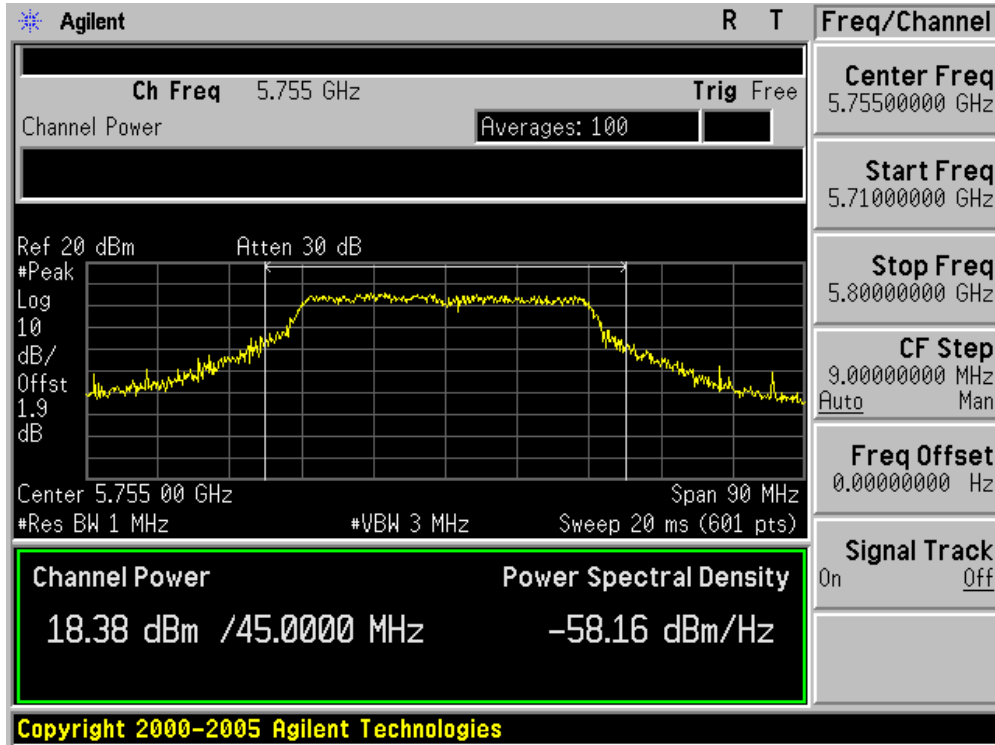 Agilent R T
Ch Freq 5.755 GHz Trig Free
Channel Power Averages: 100
Ref 20 dBm Atten 30 dB
#Peak
Log
10
dB/
Offst
1.9
dB
Center 5.755 00 GHz Span 90 MHz
#Res BW 1 MHz #VBW 3 MHz Sweep 20 ms (601 pts)
Channel Power Power Spectral Density
18.38 dBm /45.0000 MHz -58.16 dBm/Hz
Copyright 2000-2005 Agilent Technologies
Freq/Channel
Center Freq
5.75500000 GHz
Start Freq
5.71000000 GHz
Stop Freq
5.80000000 GHz
CF Step
9.00000000 MHz
Auto Man
Freq Offset
0.00000000 Hz
Signal Track
On Off